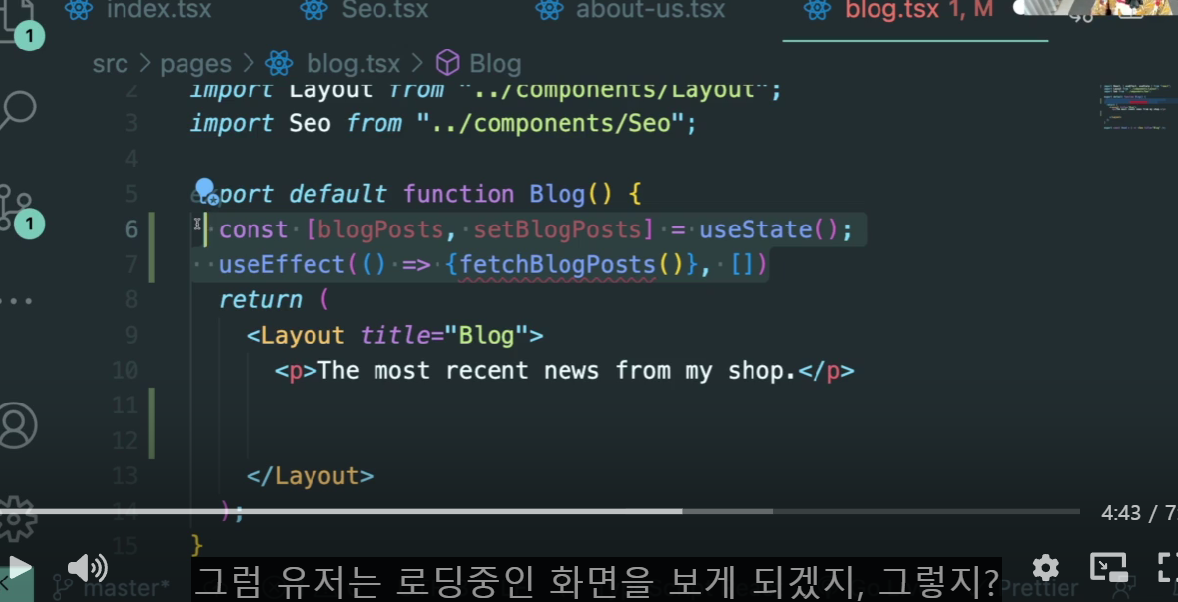 index.tsx Seo.tsx about-us.tsx blog.tsx 1, M
1
src > pages > blog.tsx > Blog
2 import Layout from "../components/Layout";
3 import Seo from "../components/Seo";
4
5 export default function Blog() {
6 const [blogPosts, setBlogPosts] = useState();
7 useEffect(() => {fetchBlogPosts()}, [])
8 return (
9 <Layout title="Blog">
10 <p>The most recent news from my shop.</p>
11
12
13 </Layout>
14 );
15 }
1
4:43 / 7:
그럼 유저는 로딩중인 화면을 보게 되겠지, 그렇지?
master* Prettier